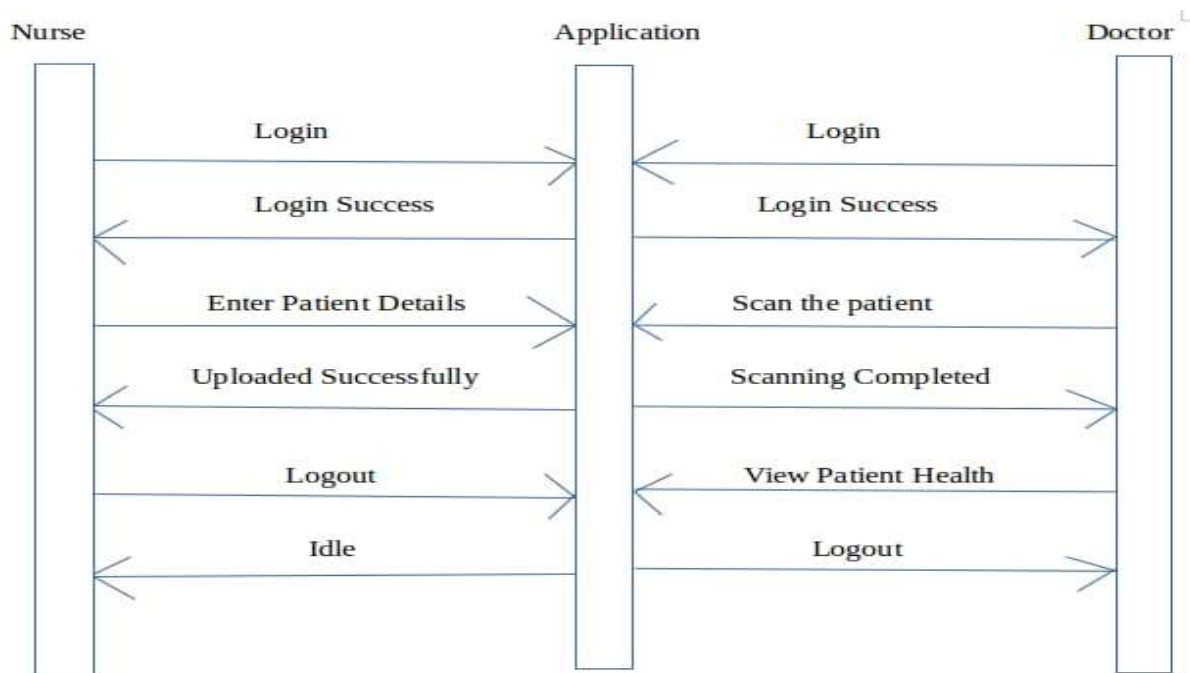 Nurse
Application
Doctor
Login
Login
Login Success
Login Success
Enter Patient Details
Scan the patient
Uploaded Successfully
Scanning Completed
Logout
View Patient Health
Idle
Logout